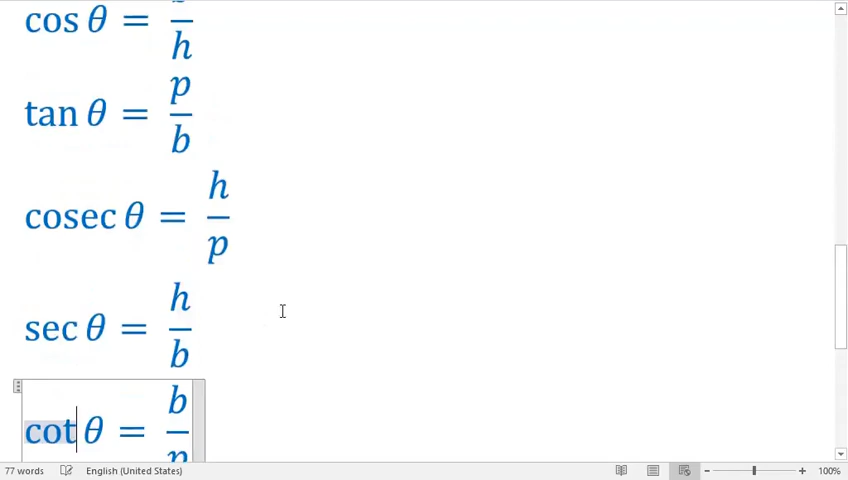 cos θ = b/h
tan θ = p/b
cosec θ = h/p
sec θ = h/b
cot θ = b/p
77 words English (United States) 100%